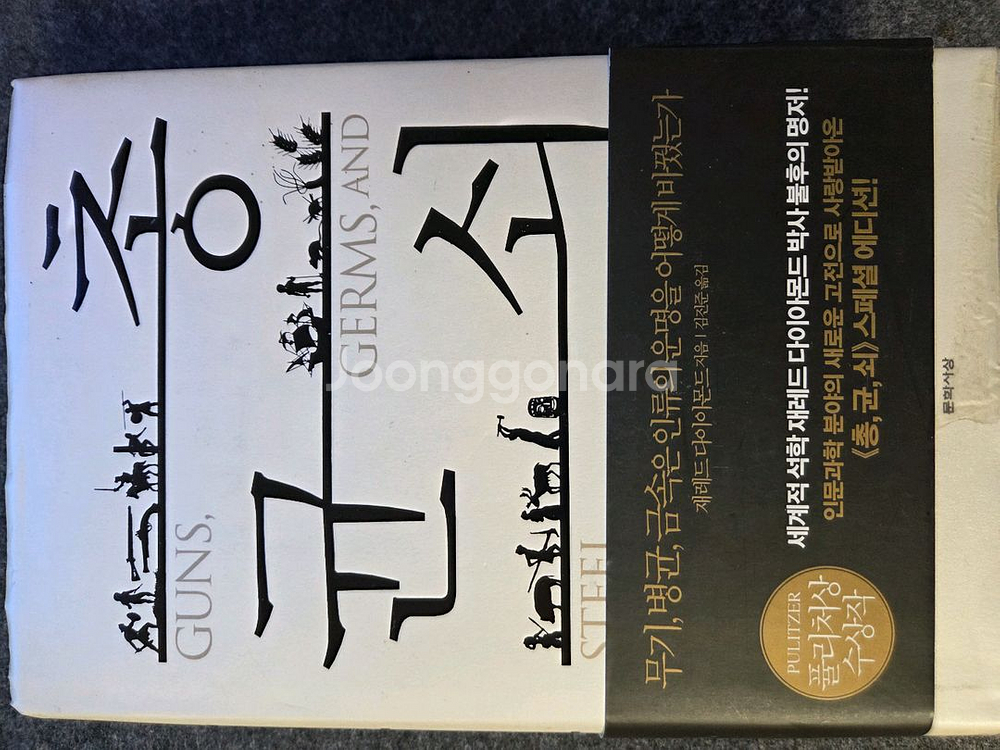 총
GUNS,
균
GERMS, AND
쇠
STEEL
무기, 병균, 금속은 인류의 운명을 어떻게 바꿨는가
재레드 다이아몬드 지음 | 김진준 옮김
PULITZER
퓰리처상
수상작
세계적 석학 재레드 다이아몬드 박사 불후의 명저!
인문과학 분야의 새로운 고전으로 사랑받아온
《총, 균, 쇠》 스페셜 에디션!
문학사상
Joonggonara